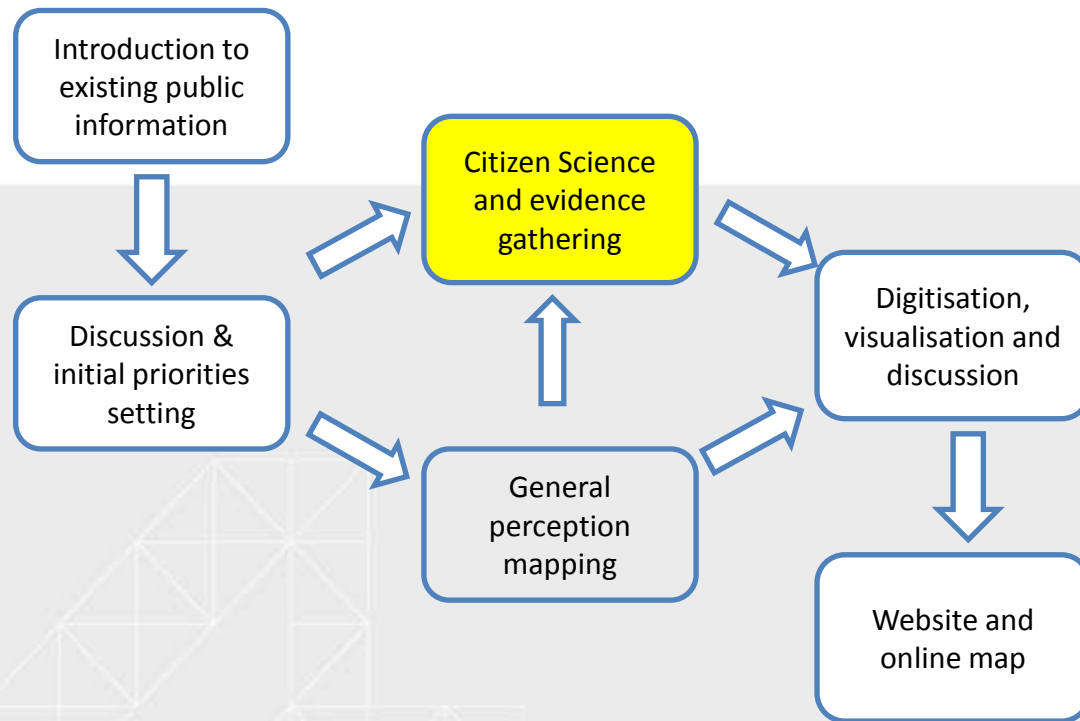 Introduction to
existing public
information
Discussion &
initial priorities
setting
Citizen Science
and evidence
gathering
General
perception
mapping
Digitisation,
visualisation and
discussion
Website and
online map